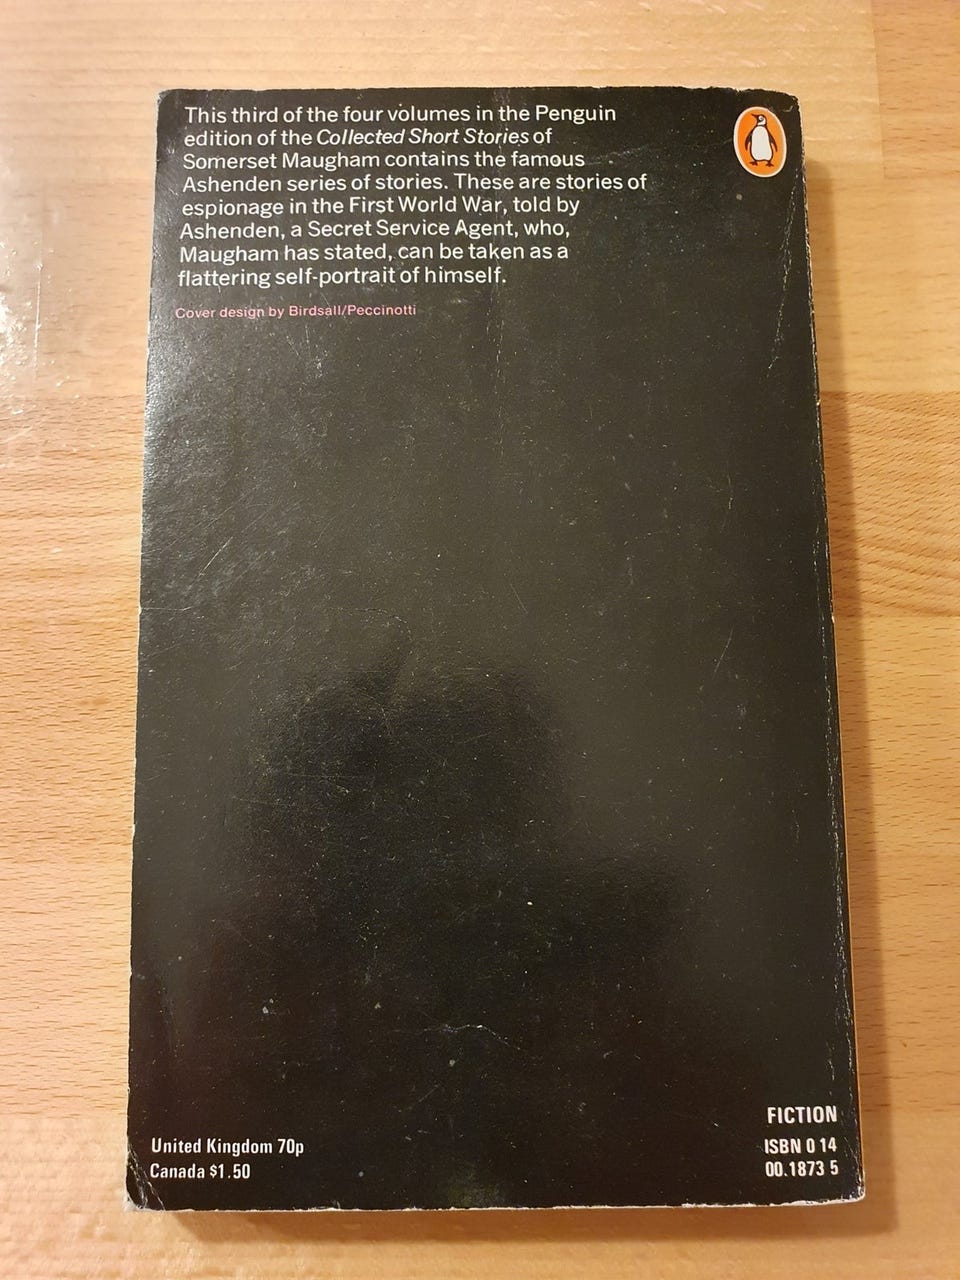 This third of the four volumes in the Penguin
edition of the Collected Short Stories of
Somerset Maugham contains the famous
Ashenden series of stories. These are stories of
espionage in the First World War, told by
Ashenden, a Secret Service Agent, who,
Maugham has stated, can be taken as a
flattering self-portrait of himself.
Cover design by Birdsall/Peccinotti
United Kingdom 70p
Canada $1.50
FICTION
ISBN 0 14
00.1873 5